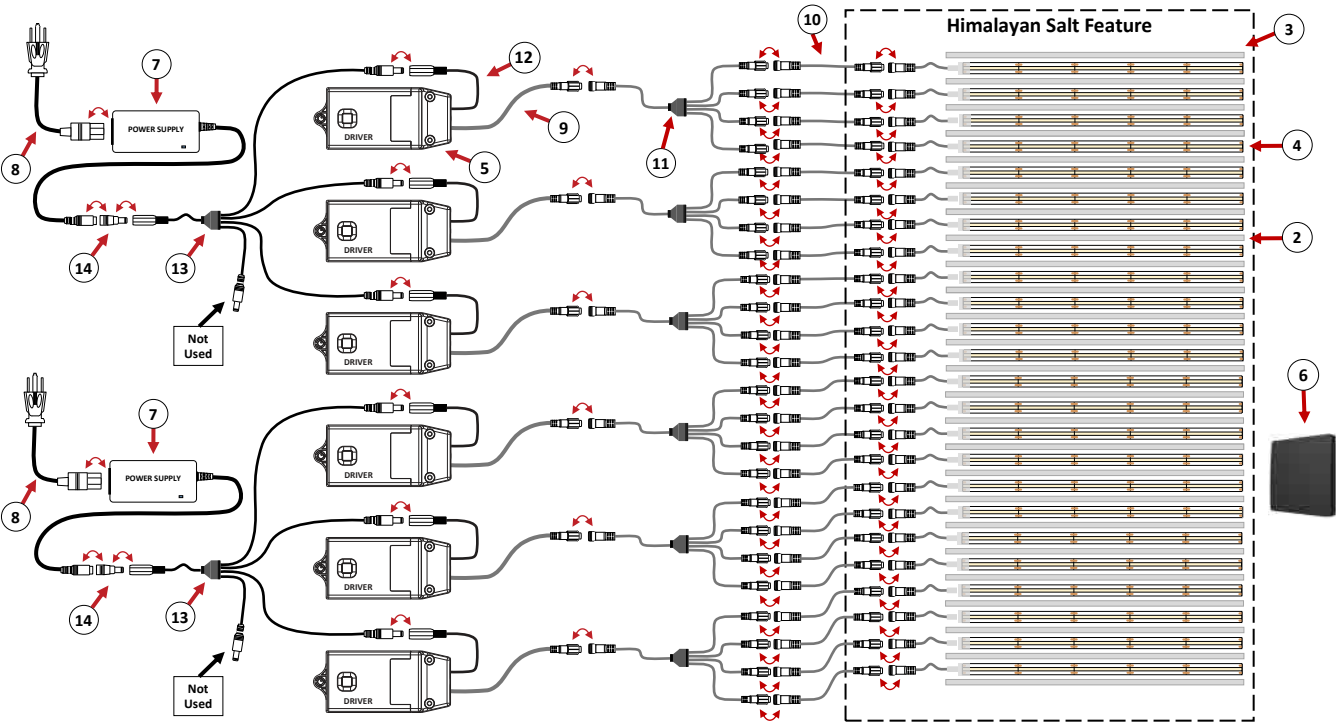 Himalayan Salt Feature
10
3
12
7
POWER SUPPLY
8
DRIVER
9
5
11
4
DRIVER
14
13
2
Not
Used
DRIVER
6
7
POWER SUPPLY
8
DRIVER
DRIVER
14
13
Not
Used
DRIVER